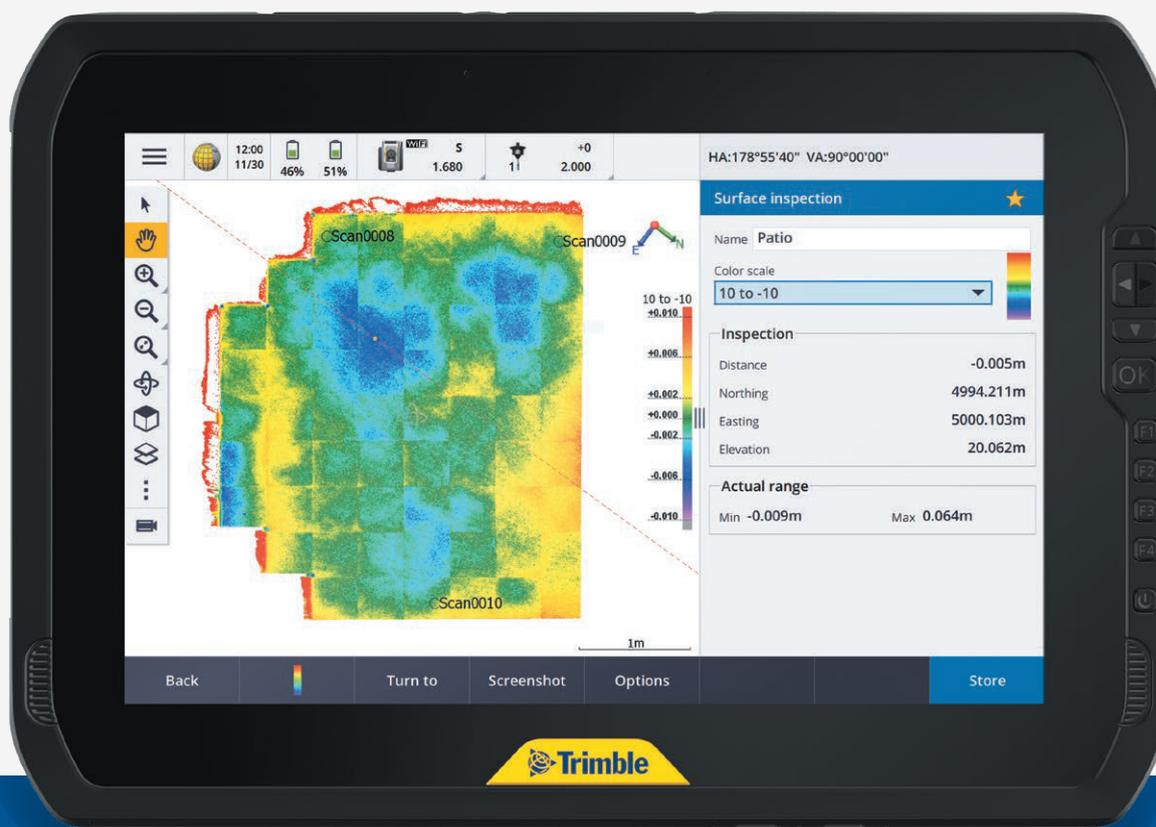 12:00
11/30
46%
51%
WiFi
S
1.680
1
+0
2.000
HA:178°55'40" VA:90°00'00"
Surface inspection
Name Patio
Color scale
10 to -10
Inspection
Distance -0.005m
Northing 4994.211m
Easting 5000.103m
Elevation 20.062m
Actual range
Min -0.009m Max 0.064m
Scan0008
Scan0009
E N
10 to -10
+0.010
+0.006
+0.002
+0.000
-0.002
-0.006
-0.010
Scan0010
1m
Back
Turn to
Screenshot
Options
Store
OK
F1
F2
F3
F4
Trimble